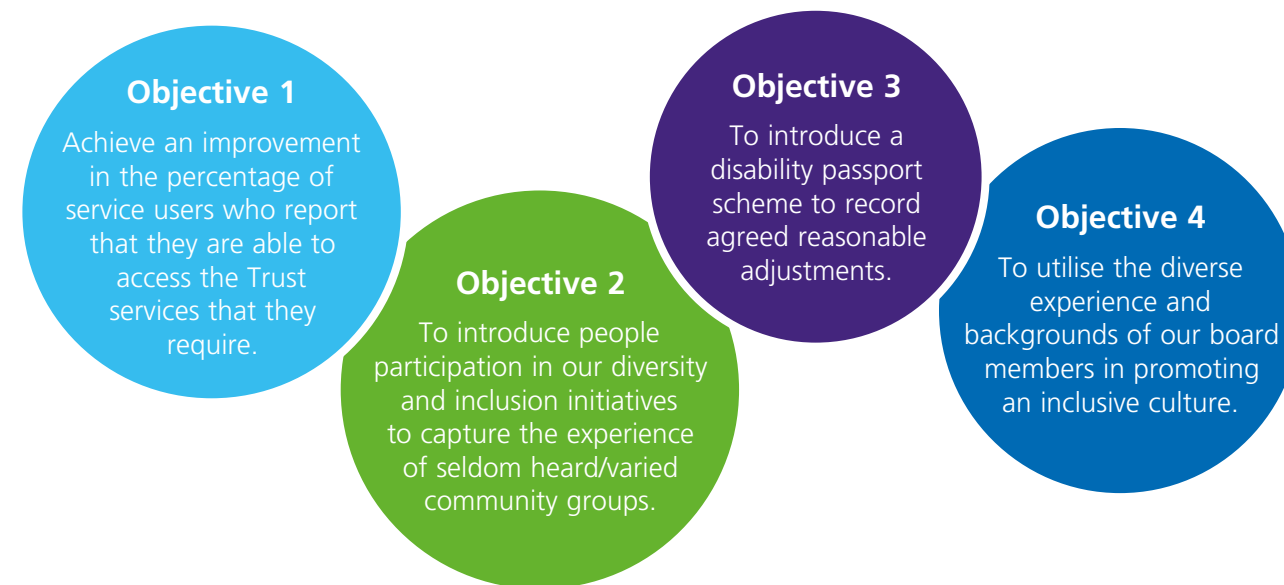 Objective 1
Achieve an improvement
in the percentage of
service users who report
that they are able to
access the Trust
services that they
require.
Objective 2
To introduce people
participation in our diversity
and inclusion initiatives
to capture the experience
of seldom heard/varied
community groups.
Objective 3
To introduce a
disability passport
scheme to record
agreed reasonable
adjustments.
Objective 4
To utilise the diverse
experience and
backgrounds of our board
members in promoting
an inclusive culture.